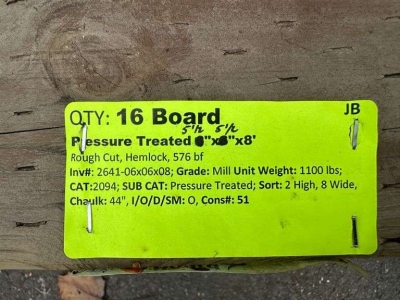 JB
QTY: 16 Board
5½ 5½
Pressure Treated 6"x6"x8'
Rough Cut, Hemlock, 576 bf
Inv#: 2641-06x06x08; Grade: Mill Unit Weight: 1100 lbs;
CAT:2094; SUB CAT: Pressure Treated; Sort: 2 High, 8 Wide,
Chaulk: 44", I/O/D/SM: O, Cons#: 51